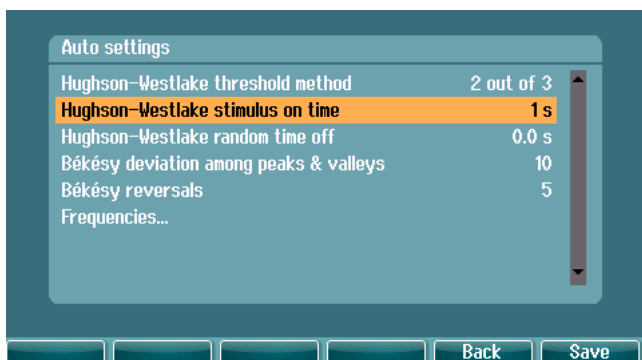 Auto settings
Hughson-Westlake threshold method 2 out of 3
Hughson-Westlake stimulus on time 1 s
Hughson-Westlake random time off 0.0 s
Békésy deviation among peaks & valleys 10
Békésy reversals 5
Frequencies...
Back Save